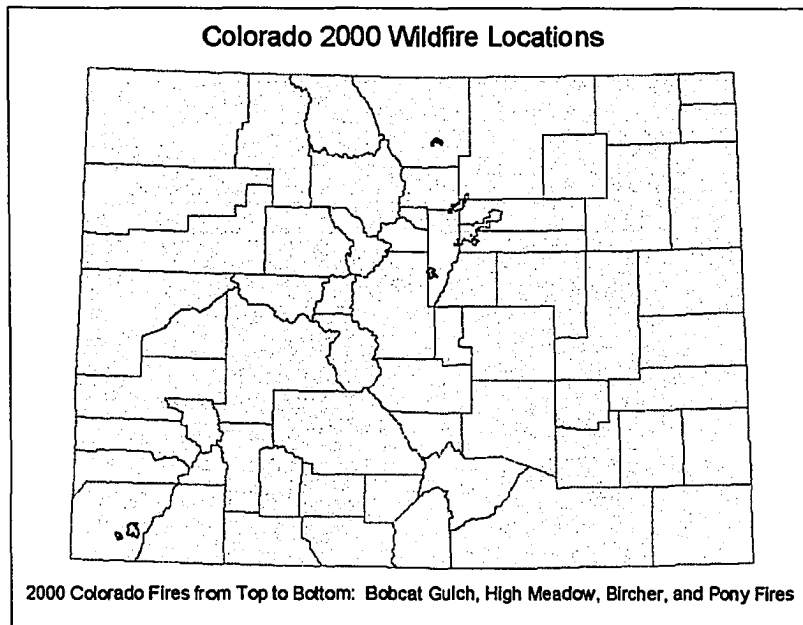 Colorado 2000 Wildfire Locations
2000 Colorado Fires from Top to Bottom: Bobcat Gulch, High Meadow, Bircher, and Pony Fires